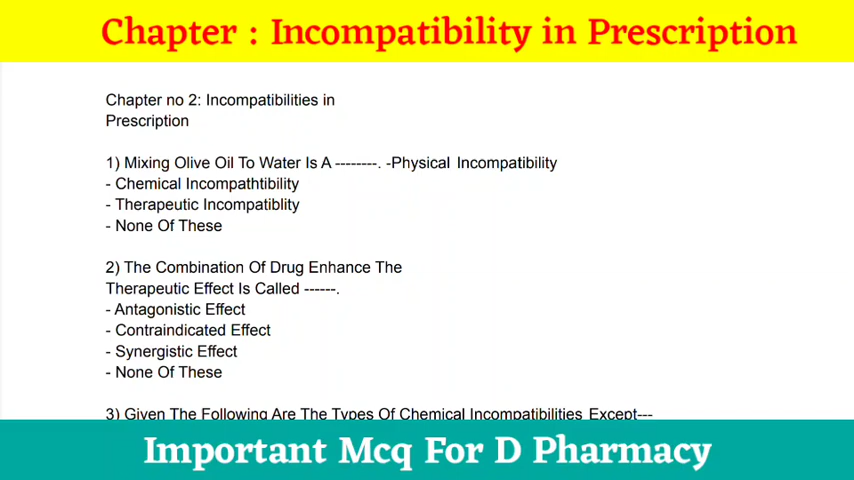 Chapter : Incompatibility in Prescription
Chapter no 2: Incompatibilities in
Prescription
1) Mixing Olive Oil To Water Is A --------. -Physical Incompatibility
- Chemical Incompathtibility
- Therapeutic Incompatiblity
- None Of These
2) The Combination Of Drug Enhance The
Therapeutic Effect Is Called ------.
- Antagonistic Effect
- Contraindicated Effect
- Synergistic Effect
- None Of These
3) Given The Following Are The Types Of Chemical Incompatibilities Except---
Important Mcq For D Pharmacy